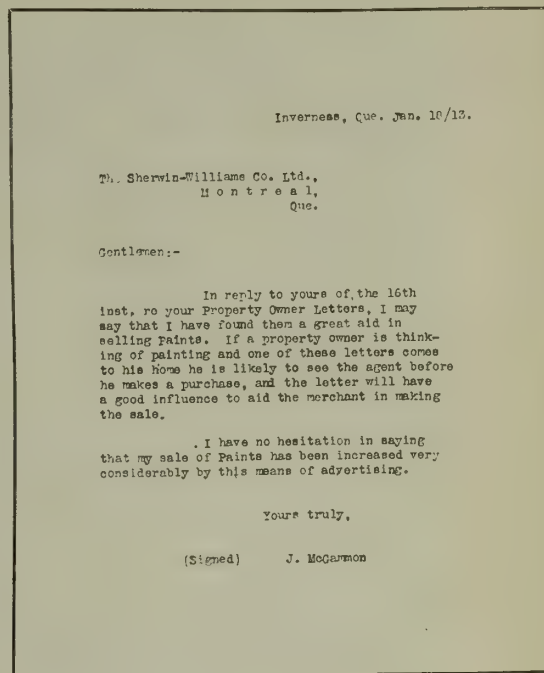 Inverness, Que. Jan. 18/13.
Th. Sherwin-Williams Co. Ltd.,
M o n t r e a l,
Que.
Gentlemen:-
In reply to yours of, the 16th
inst. re your Property Owner Letters, I may
say that I have found them a great aid in
selling Paints. If a property owner is think-
ing of painting and one of these letters comes
to his home he is likely to see the agent before
he makes a purchase, and the letter will have
a good influence to aid the merchant in making
the sale.
. I have no hesitation in saying
that my sale of Paints has been increased very
considerably by this means of advertising.
Yours truly,
(Signed) J. McCammon